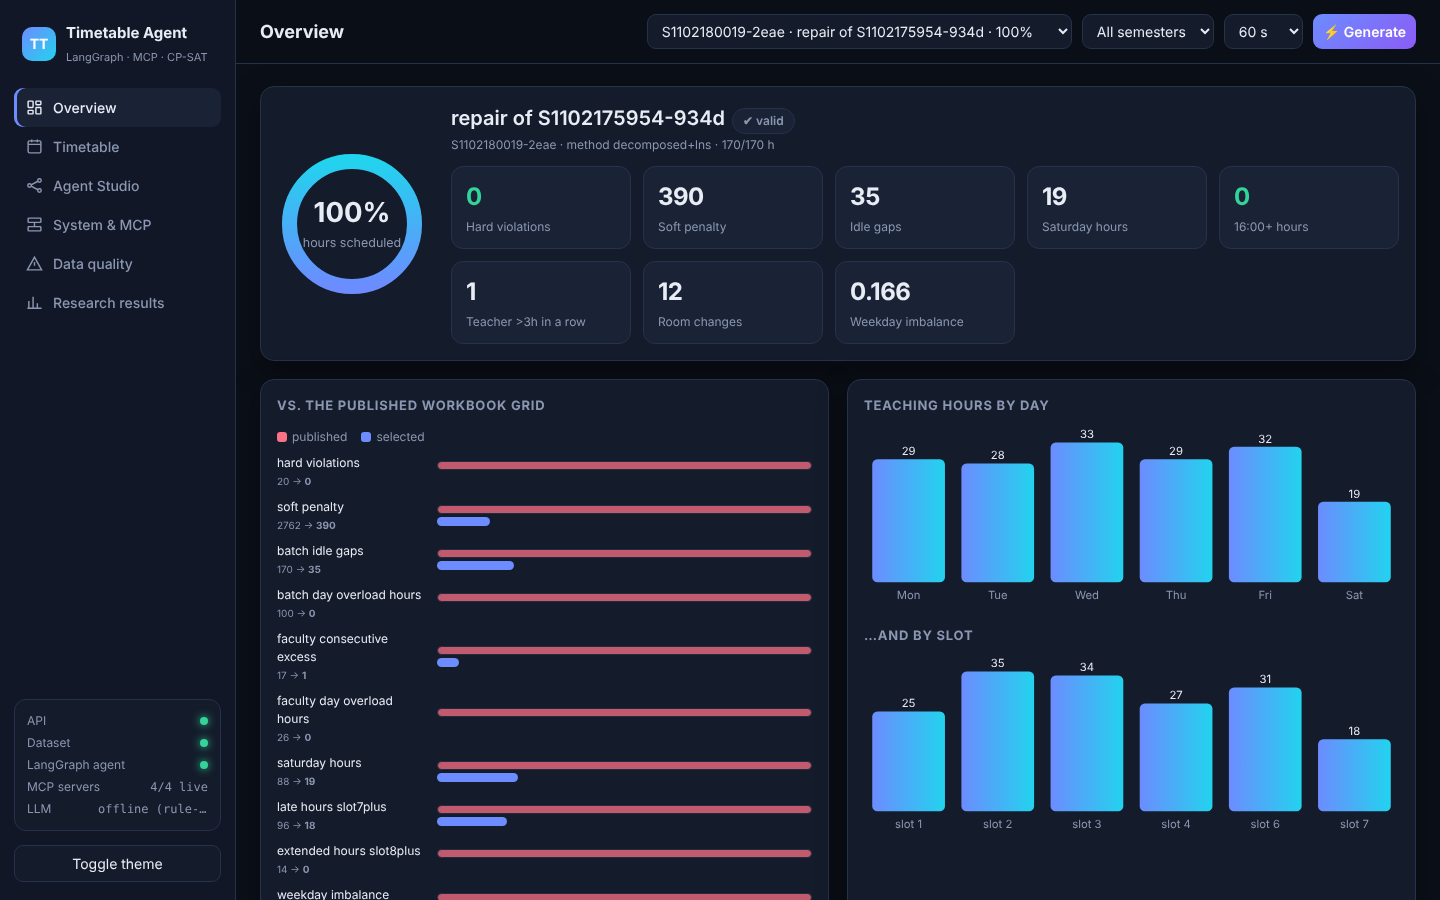 TT
Timetable Agent
LangGraph · MCP · CP-SAT
Overview
Timetable
Agent Studio
System & MCP
Data quality
Research results
API
Dataset
LangGraph agent
MCP servers 4/4 live
LLM offline (rule-…
Toggle theme
Overview
S1102180019-2eae · repair of S1102175954-934d · 100%
All semesters
60 s
⚡ Generate
100%
hours scheduled
repair of S1102175954-934d ✔ valid
S1102180019-2eae · method decomposed+lns · 170/170 h
0
Hard violations
390
Soft penalty
35
Idle gaps
19
Saturday hours
0
16:00+ hours
1
Teacher >3h in a row
12
Room changes
0.166
Weekday imbalance
VS. THE PUBLISHED WORKBOOK GRID
published selected
hard violations
20 → 0
soft penalty
2762 → 390
batch idle gaps
170 → 35
batch day overload hours
100 → 0
faculty consecutive
excess
17 → 1
faculty day overload
hours
26 → 0
saturday hours
88 → 19
late hours slot7plus
96 → 18
extended hours slot8plus
14 → 0
weekday imbalance
TEACHING HOURS BY DAY
29 28 33 29 32 19
Mon Tue Wed Thu Fri Sat
...AND BY SLOT
25 35 34 27 31 18
slot 1 slot 2 slot 3 slot 4 slot 6 slot 7